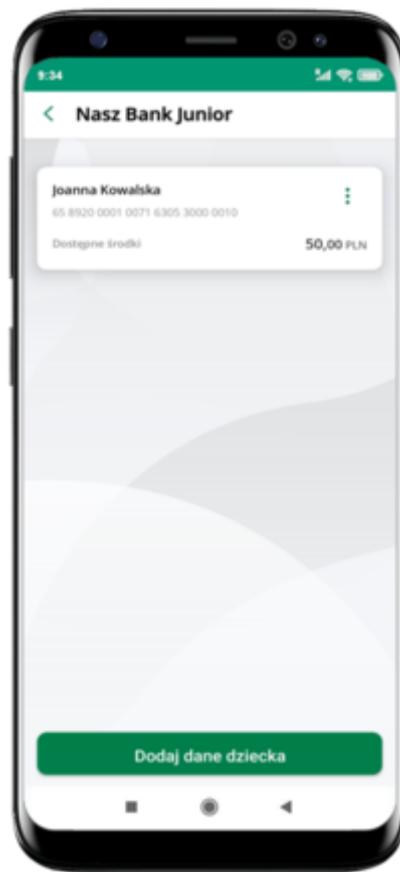 9:34
Nasz Bank Junior
Joanna Kowalska
65 8920 0001 0071 6305 3000 0010
Dostępne środki
50,00 PLN
Dodaj dane dziecka